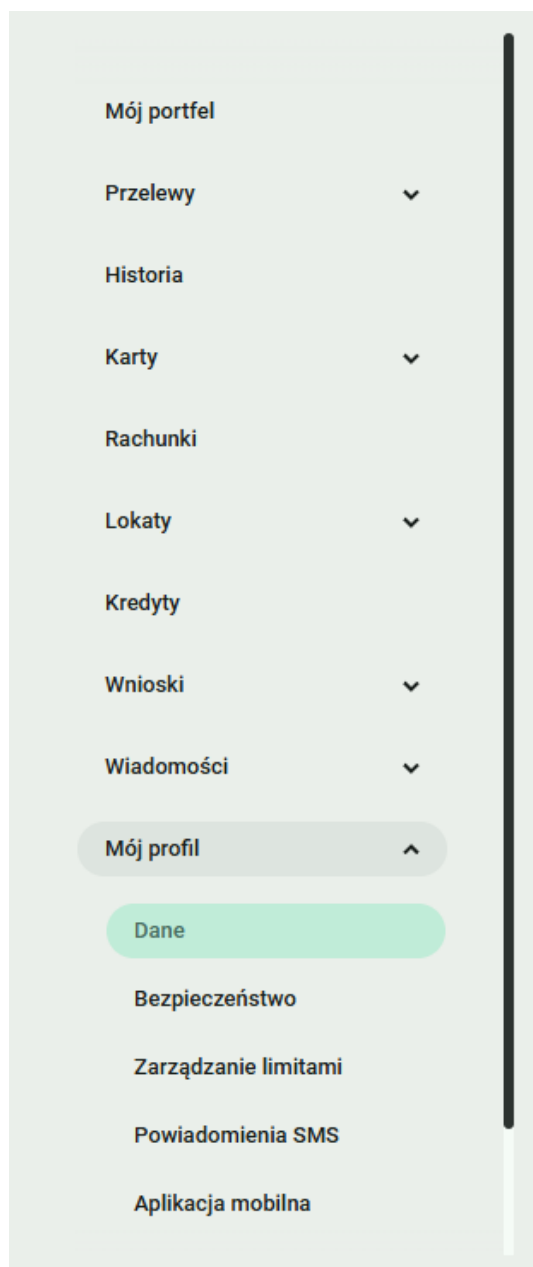 Mój portfel
Przelewy
Historia
Karty
Rachunki
Lokaty
Kredyty
Wnioski
Wiadomości
Mój profil
Dane
Bezpieczeństwo
Zarządzanie limitami
Powiadomienia SMS
Aplikacja mobilna